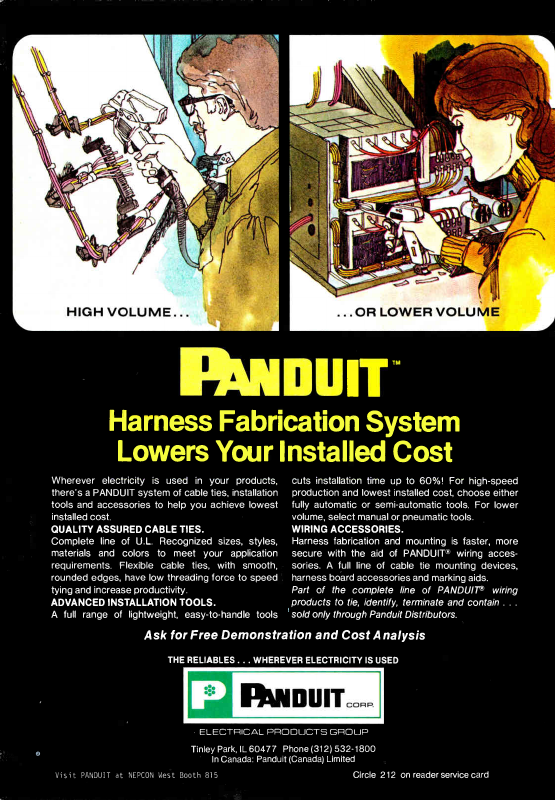 HIGH VOLUME...
...OR LOWER VOLUME
PANDUIT™
Harness Fabrication System
Lowers Your Installed Cost
Wherever electricity is used in your products,
there's a PANDUIT system of cable ties, installation
tools and accessories to help you achieve lowest
installed cost.
QUALITY ASSURED CABLE TIES.
Complete line of U.L. Recognized sizes, styles,
materials and colors to meet your application
requirements. Flexible cable ties, with smooth,
rounded edges, have low threading force to speed
tying and increase productivity.
ADVANCED INSTALLATION TOOLS.
A full range of lightweight, easy-to-handle tools
cuts installation time up to 60%! For high-speed
production and lowest installed cost, choose either
fully automatic or semi-automatic tools. For lower
volume, select manual or pneumatic tools.
WIRING ACCESSORIES.
Harness fabrication and mounting is faster, more
secure with the aid of PANDUIT® wiring acces-
sories. A full line of cable tie mounting devices,
harness board accessories and marking aids.
Part of the complete line of PANDUIT® wiring
products to tie, identify, terminate and contain . . .
sold only through Panduit Distributors.
Ask for Free Demonstration and Cost Analysis
THE RELIABLES . . . WHEREVER ELECTRICITY IS USED
P PANDUIT CORP.
ELECTRICAL PRODUCTS GROUP
Tinley Park, IL 60477 Phone (312) 532-1800
In Canada: Panduit (Canada) Limited
Visit PANDUIT at NEPCON West Booth 815
Circle 212 on reader service card